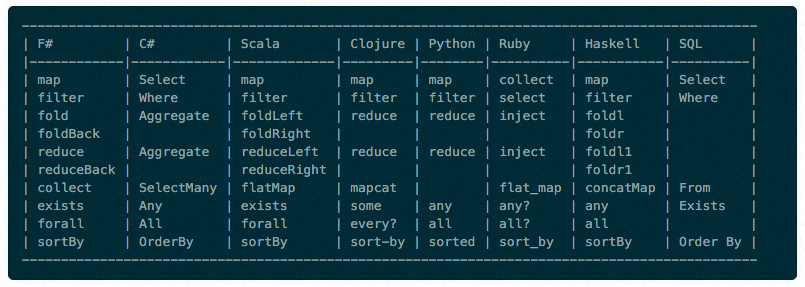 | F# | C# | Scala | Clojure | Python | Ruby | Haskell | SQL |
| map | Select | map | map | map | collect | map | Select |
| filter | Where | filter | filter | filter | select | filter | Where |
| fold | Aggregate | foldLeft | reduce | reduce | inject | foldl | |
| foldBack | | foldRight | | | | foldr | |
| reduce | Aggregate | reduceLeft | reduce | reduce | inject | foldl1 | |
| reduceBack | | reduceRight | | | | foldr1 | |
| collect | SelectMany | flatMap | mapcat | | flat_map | concatMap | From |
| exists | Any | exists | some | any | any? | any | Exists |
| forall | All | forall | every? | all | all? | all | |
| sortBy | OrderBy | sortBy | sort-by | sorted | sort_by | sortBy | Order By |